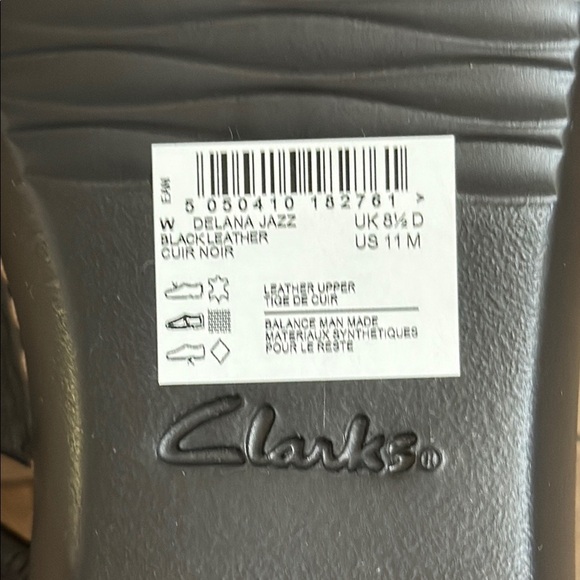 EAN
5 050410 182761 >
W DELANA JAZZ UK 8½ D
BLACK LEATHER US 11 M
CUIR NOIR
LEATHER UPPER
TIGE DE CUIR
BALANCE MAN MADE
MATERIAUX SYNTHETIQUES
POUR LE RESTE
Clarks®